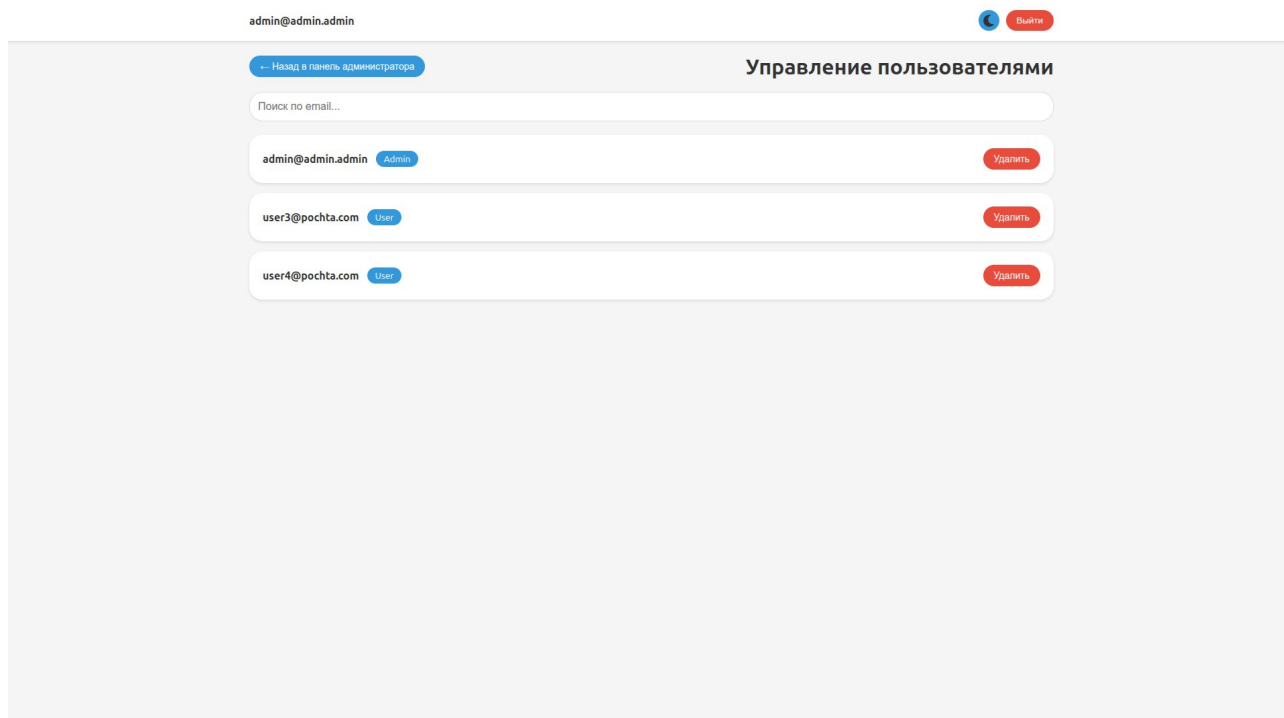 admin@admin.admin Выйти
← Назад в панель администратора Управление пользователями
Поиск по email...
admin@admin.admin Admin Удалить
user3@pochta.com User Удалить
user4@pochta.com User Удалить